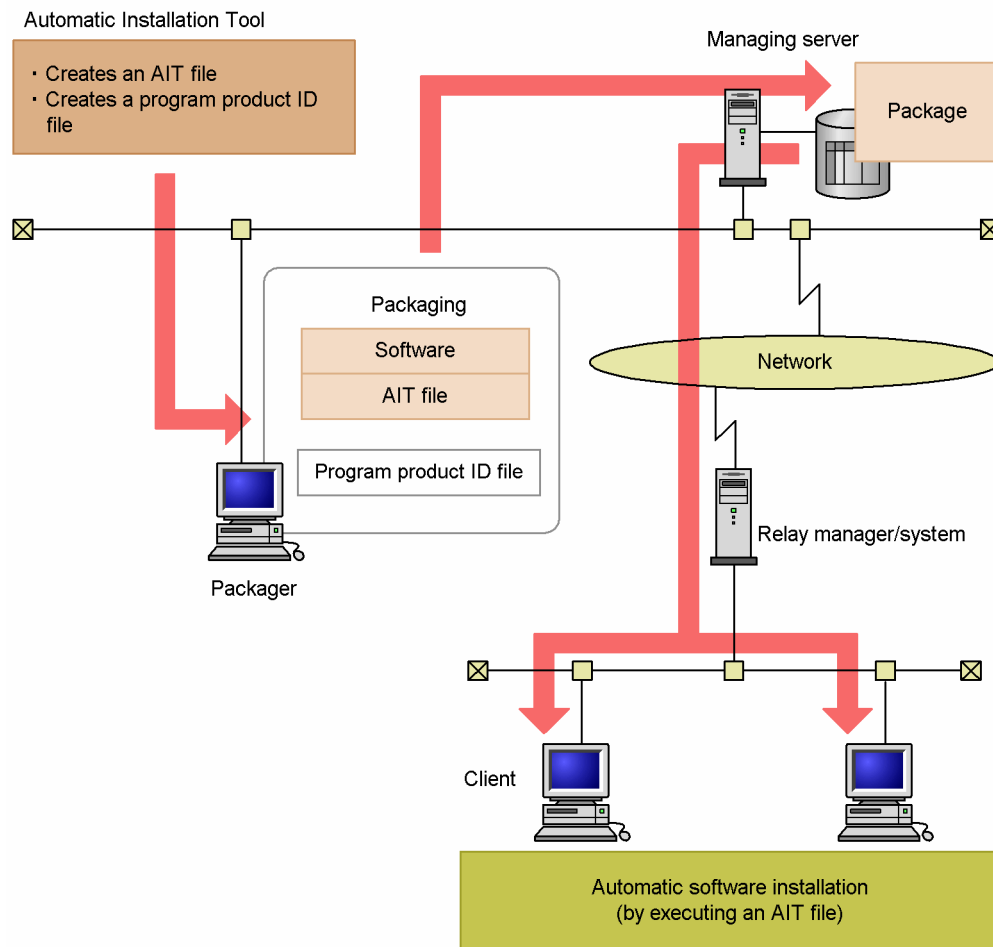 Automatic Installation Tool
・Creates an AIT file
・Creates a program product ID
file
Managing server
Package
Packaging
Software
AIT file
Program product ID file
Network
Packager
Relay manager/system
Client
Automatic software installation
(by executing an AIT file)